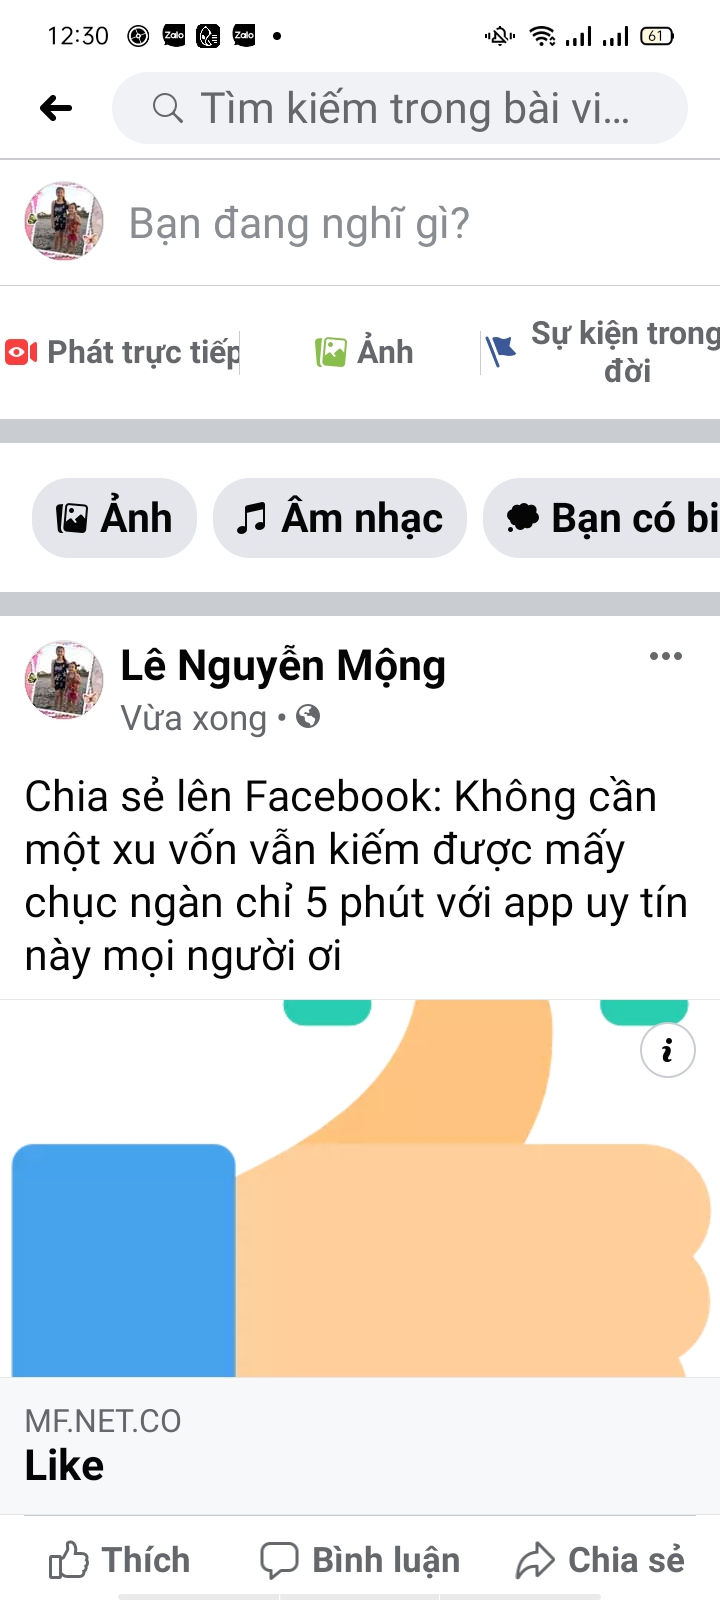 12:30 Zalo Zalo 61
Tìm kiếm trong bài vi...
Bạn đang nghĩ gì?
Phát trực tiếp
Ảnh
Sự kiện trong
đời
Ảnh
Âm nhạc
Bạn có bi
Lê Nguyễn Mộng
Vừa xong •
Chia sẻ lên Facebook: Không cần
một xu vốn vẫn kiếm được mấy
chục ngàn chỉ 5 phút với app uy tín
này mọi người ơi
i
MF.NET.CO
Like
Thích
Bình luận
Chia sẻ